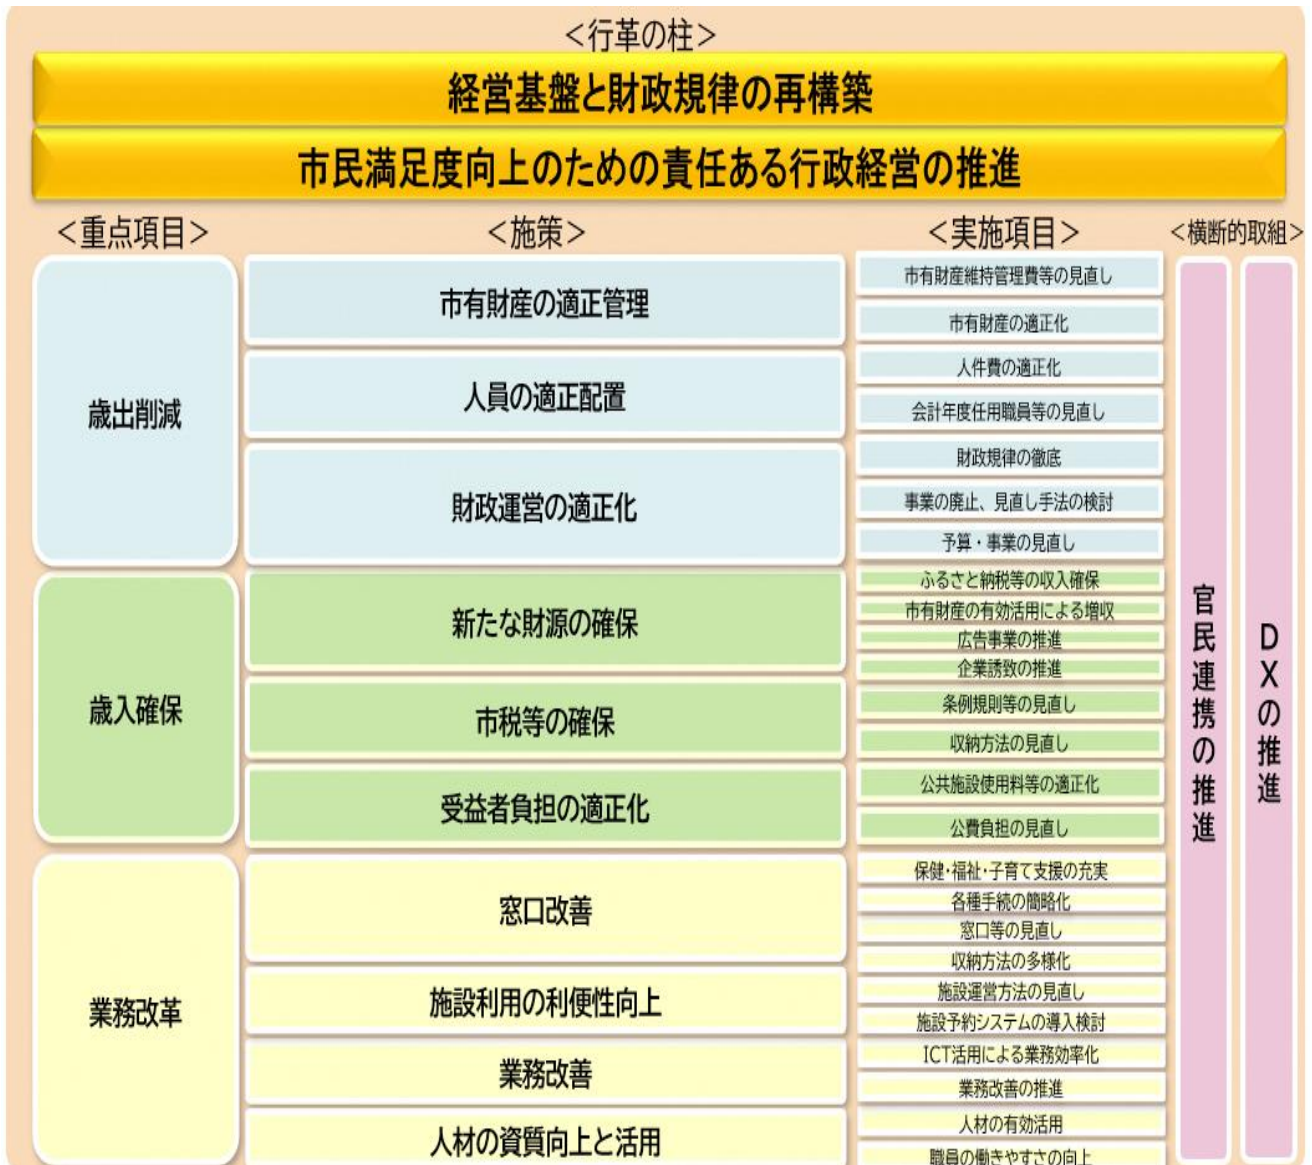 ＜行革の柱＞
経営基盤と財政規律の再構築
市民満足度向上のための責任ある行政経営の推進
＜重点項目＞
＜施策＞
＜実施項目＞
＜横断的取組＞
歳出削減
市有財産の適正管理
市有財産維持管理費等の見直し
市有財産の適正化
人員の適正配置
人件費の適正化
会計年度任用職員等の見直し
財政運営の適正化
財政規律の徹底
事業の廃止、見直し手法の検討
予算・事業の見直し
歳入確保
新たな財源の確保
ふるさと納税等の収入確保
市有財産の有効活用による増収
広告事業の推進
企業誘致の推進
市税等の確保
条例規則等の見直し
収納方法の見直し
受益者負担の適正化
公共施設使用料等の適正化
公費負担の見直し
業務改革
窓口改善
保健・福祉・子育て支援の充実
各種手続の簡略化
窓口等の見直し
収納方法の多様化
施設利用の利便性向上
施設運営方法の見直し
施設予約システムの導入検討
業務改善
ICT活用による業務効率化
業務改善の推進
人材の資質向上と活用
人材の有効活用
職員の働きやすさの向上
官民連携の推進
DXの推進